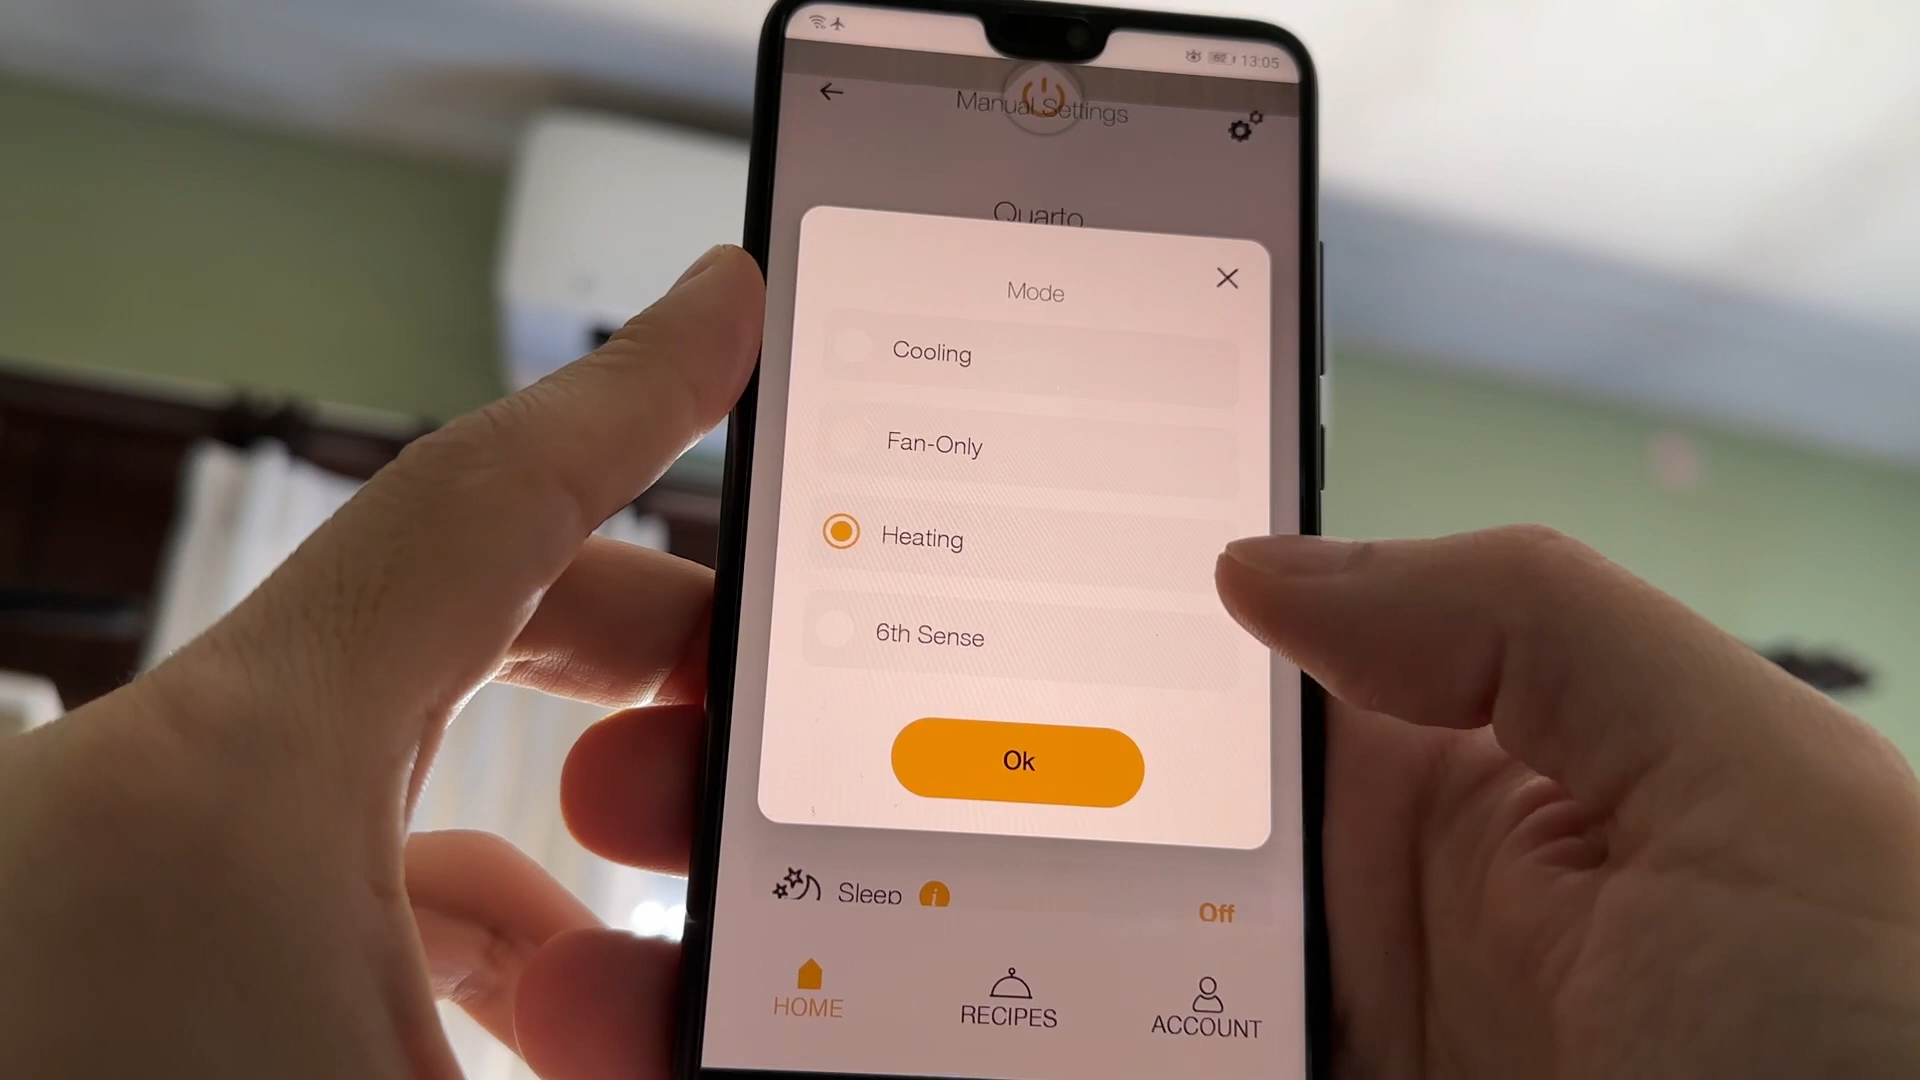 13:05
Manual Settings
Quarto
Mode
Cooling
Fan-Only
Heating
6th Sense
Ok
Sleep
Off
HOME
RECIPES
ACCOUNT